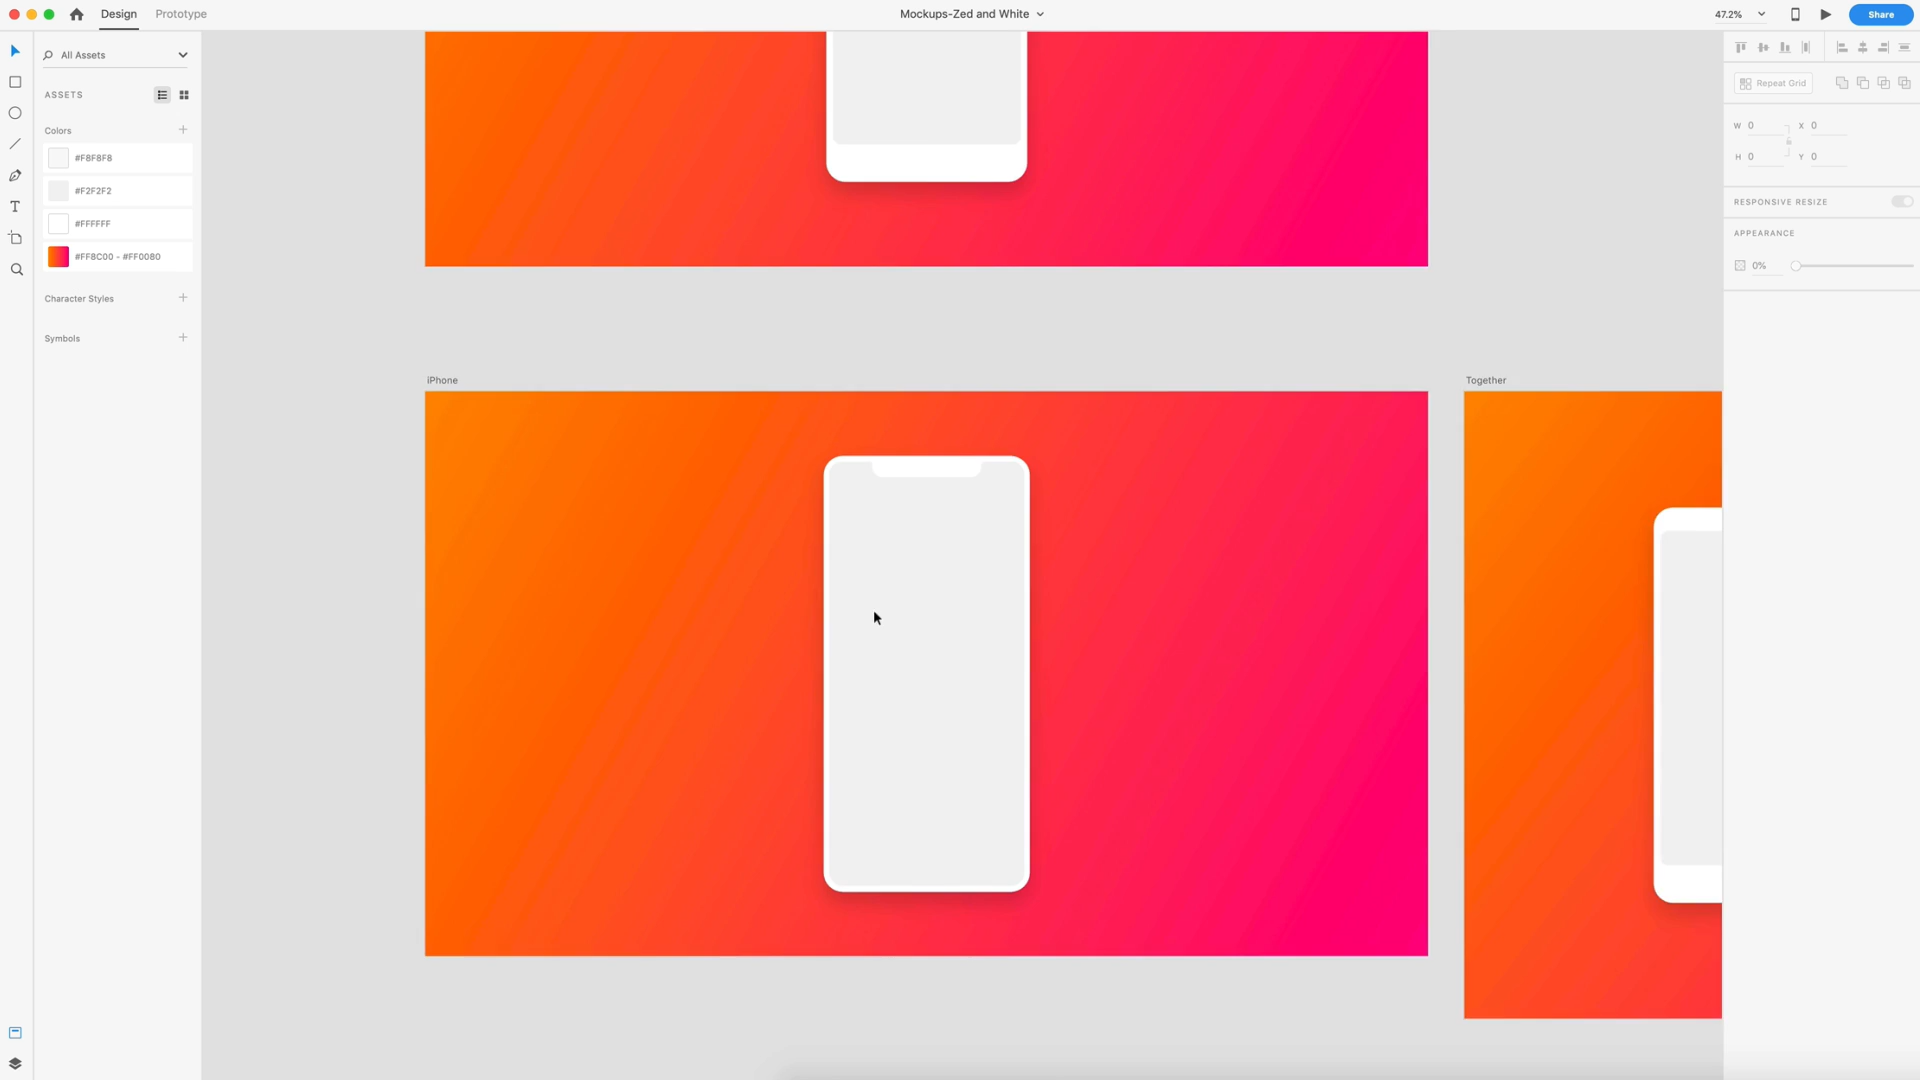 Design
Prototype
Mockups-Zed and White
47.2%
Share
All Assets
ASSETS
Colors
#F8F8F8
#F2F2F2
#FFFFFF
#FF8C00 - #FF0080
Character Styles
Symbols
iPhone
Together
Repeat Grid
W 0
X 0
H 0
Y 0
RESPONSIVE RESIZE
APPEARANCE
0%